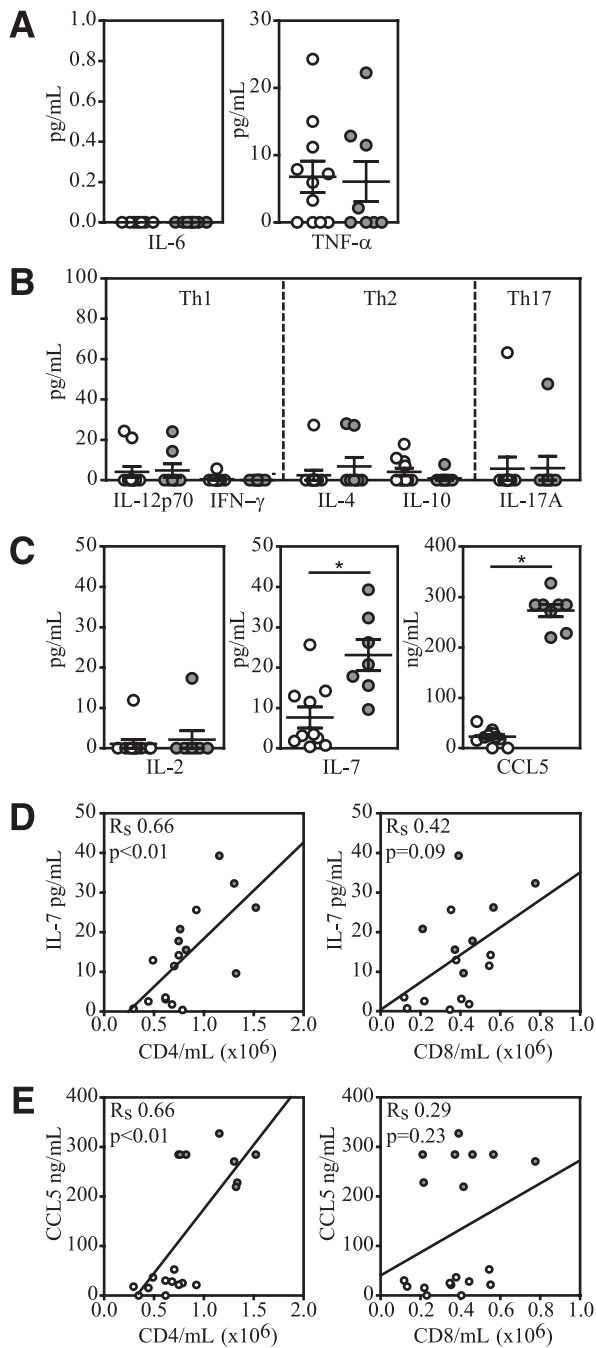 A
pg/mL
1.0
0.8
0.6
0.4
0.2
0.0
IL-6
pg/mL
30
20
10
0
TNF-α
B
pg/mL
100
80
60
40
20
0
Th1
Th2
Th17
IL-12p70 IFN–γ IL-4 IL-10 IL-17A
C
pg/mL
50
40
30
20
10
0
IL-2
pg/mL
50
40
30
20
10
0
*
IL-7
ng/mL
400
300
200
100
0
*
CCL5
D
IL-7 pg/mL
50
40
30
20
10
0
Rs 0.66
p<0.01
0.0 0.5 1.0 1.5 2.0
CD4/mL (x10⁶)
IL-7 pg/mL
50
40
30
20
10
0
Rs 0.42
p=0.09
0.0 0.2 0.4 0.6 0.8 1.0
CD8/mL (x10⁶)
E
CCL5 ng/mL
400
300
200
100
0
Rs 0.66
p<0.01
0.0 0.5 1.0 1.5 2.0
CD4/mL (x10⁶)
CCL5 ng/mL
400
300
200
100
0
Rs 0.29
p=0.23
0.0 0.2 0.4 0.6 0.8 1.0
CD8/mL (x10⁶)